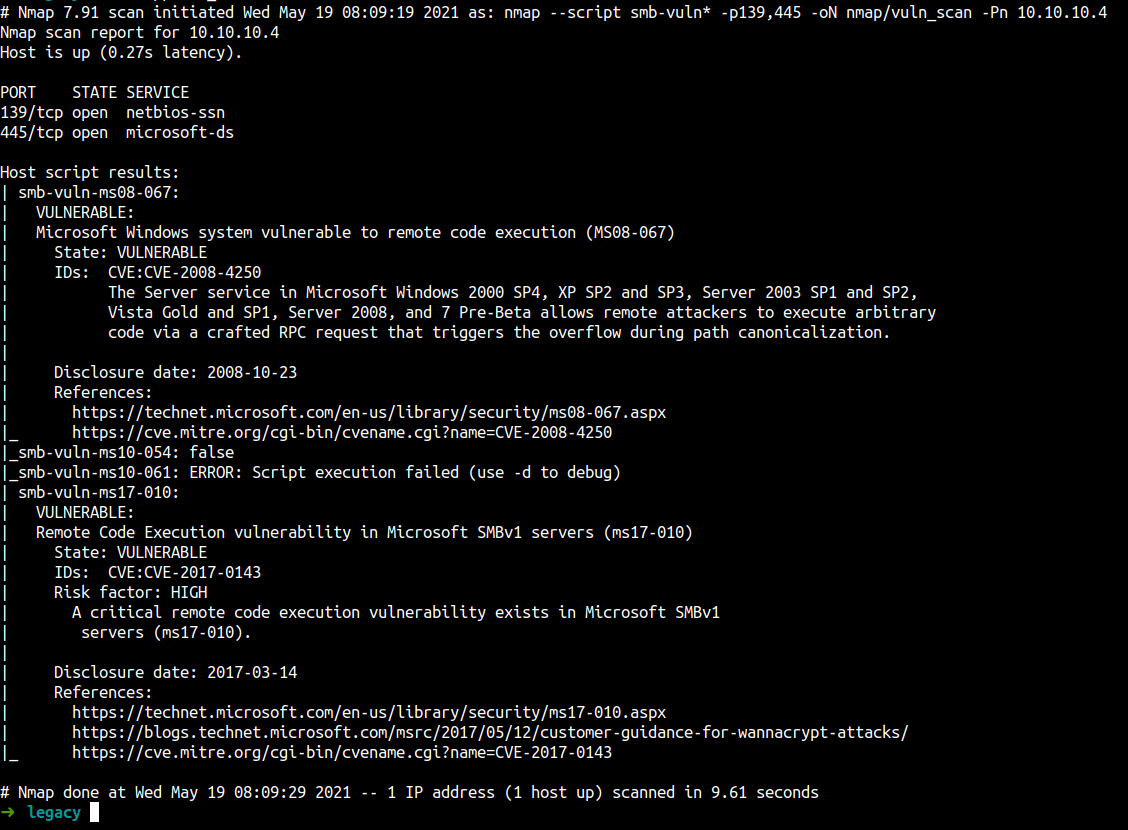 # Nmap 7.91 scan initiated Wed May 19 08:09:19 2021 as: nmap --script smb-vuln* -p139,445 -oN nmap/vuln_scan -Pn 10.10.10.4
Nmap scan report for 10.10.10.4
Host is up (0.27s latency).

PORT    STATE SERVICE
139/tcp open  netbios-ssn
445/tcp open  microsoft-ds

Host script results:
| smb-vuln-ms08-067:
|   VULNERABLE:
|   Microsoft Windows system vulnerable to remote code execution (MS08-067)
|     State: VULNERABLE
|     IDs:  CVE:CVE-2008-4250
|           The Server service in Microsoft Windows 2000 SP4, XP SP2 and SP3, Server 2003 SP1 and SP2,
|           Vista Gold and SP1, Server 2008, and 7 Pre-Beta allows remote attackers to execute arbitrary
|           code via a crafted RPC request that triggers the overflow during path canonicalization.
|
|     Disclosure date: 2008-10-23
|     References:
|       https://technet.microsoft.com/en-us/library/security/ms08-067.aspx
|_      https://cve.mitre.org/cgi-bin/cvename.cgi?name=CVE-2008-4250
|_smb-vuln-ms10-054: false
|_smb-vuln-ms10-061: ERROR: Script execution failed (use -d to debug)
| smb-vuln-ms17-010:
|   VULNERABLE:
|   Remote Code Execution vulnerability in Microsoft SMBv1 servers (ms17-010)
|     State: VULNERABLE
|     IDs:  CVE:CVE-2017-0143
|     Risk factor: HIGH
|       A critical remote code execution vulnerability exists in Microsoft SMBv1
|        servers (ms17-010).
|
|     Disclosure date: 2017-03-14
|     References:
|       https://technet.microsoft.com/en-us/library/security/ms17-010.aspx
|       https://blogs.technet.microsoft.com/msrc/2017/05/12/customer-guidance-for-wannacrypt-attacks/
|_      https://cve.mitre.org/cgi-bin/cvename.cgi?name=CVE-2017-0143

# Nmap done at Wed May 19 08:09:29 2021 -- 1 IP address (1 host up) scanned in 9.61 seconds
→ legacy